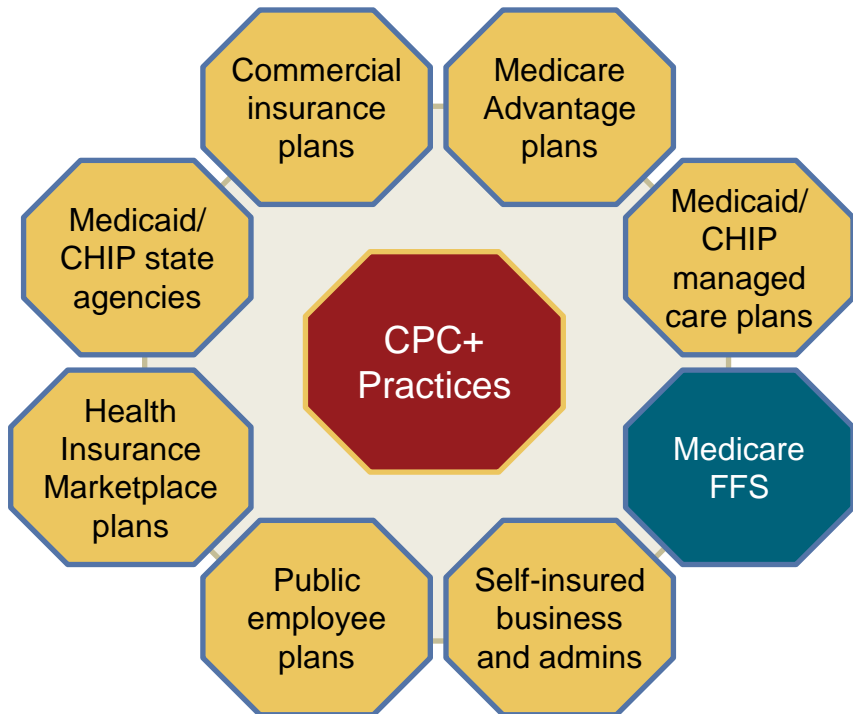 Commercial
insurance
plans
Medicare
Advantage
plans
Medicaid/
CHIP state
agencies
Medicaid/
CHIP
managed
care plans
CPC+
Practices
Health
Insurance
Marketplace
plans
Medicare
FFS
Public
employee
plans
Self-insured
business
and admins